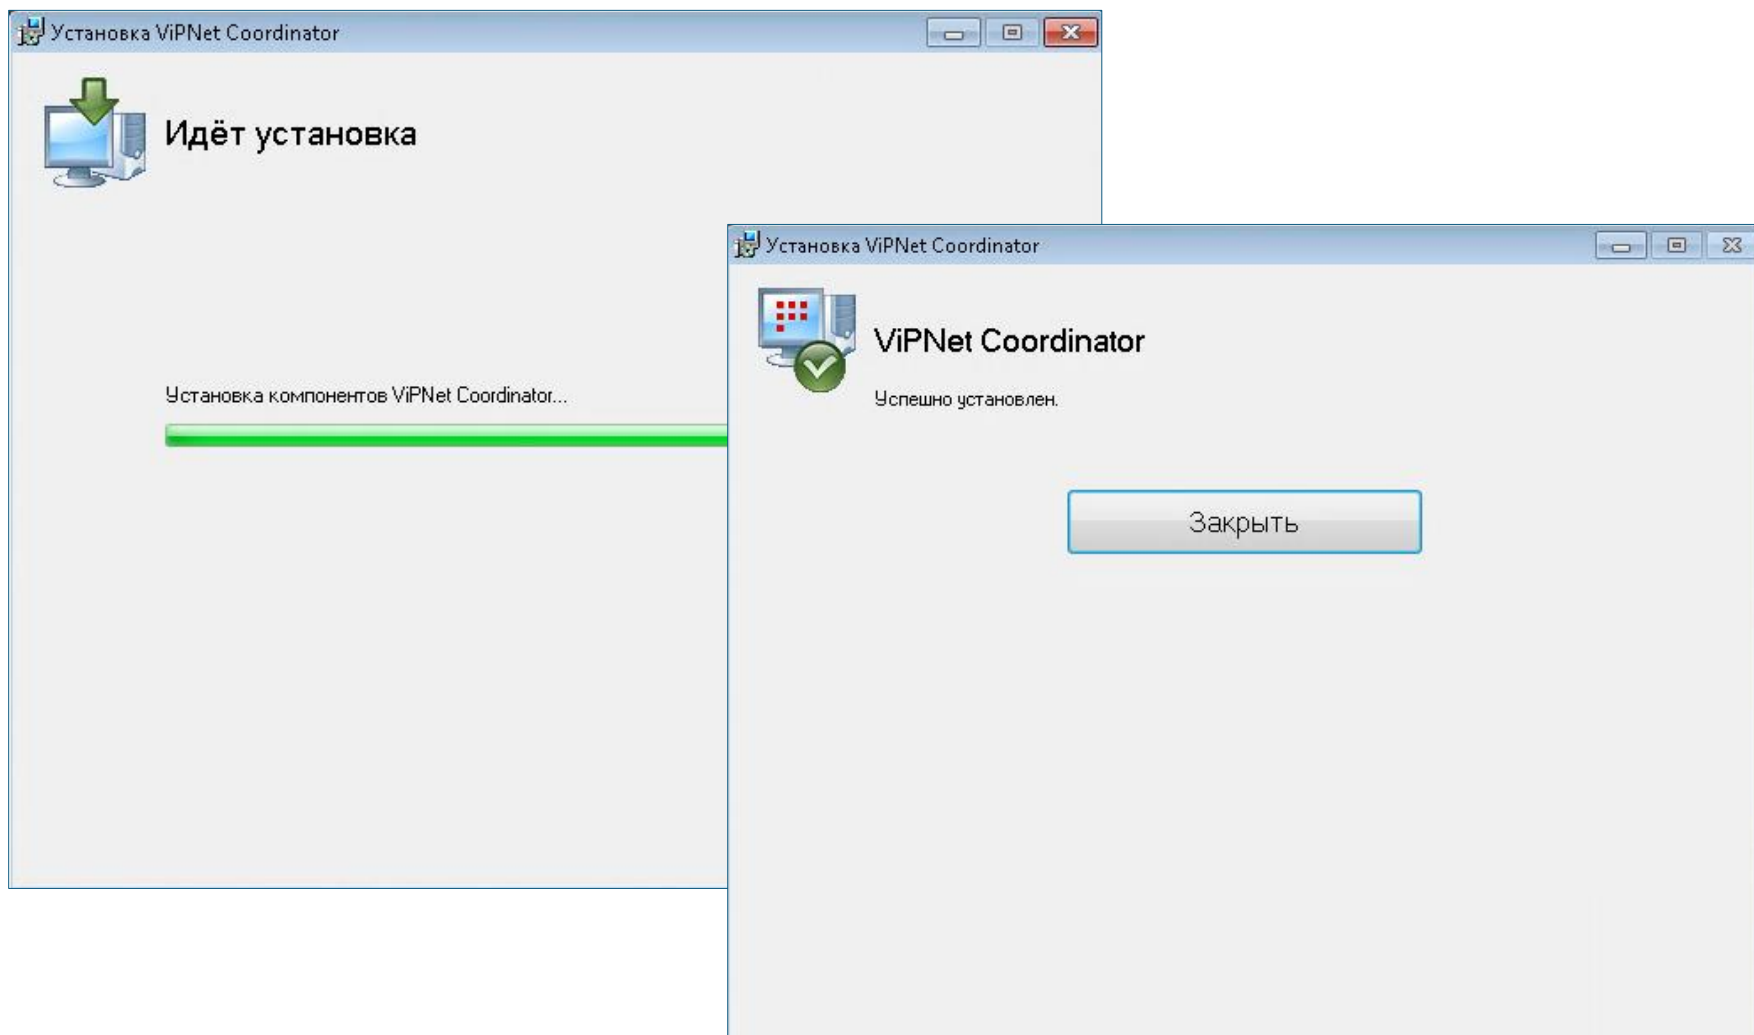 Установка ViPNet Coordinator
Идёт установка
Установка компонентов ViPNet Coordinator...
Установка ViPNet Coordinator
ViPNet Coordinator
Успешно установлен.
Закрыть